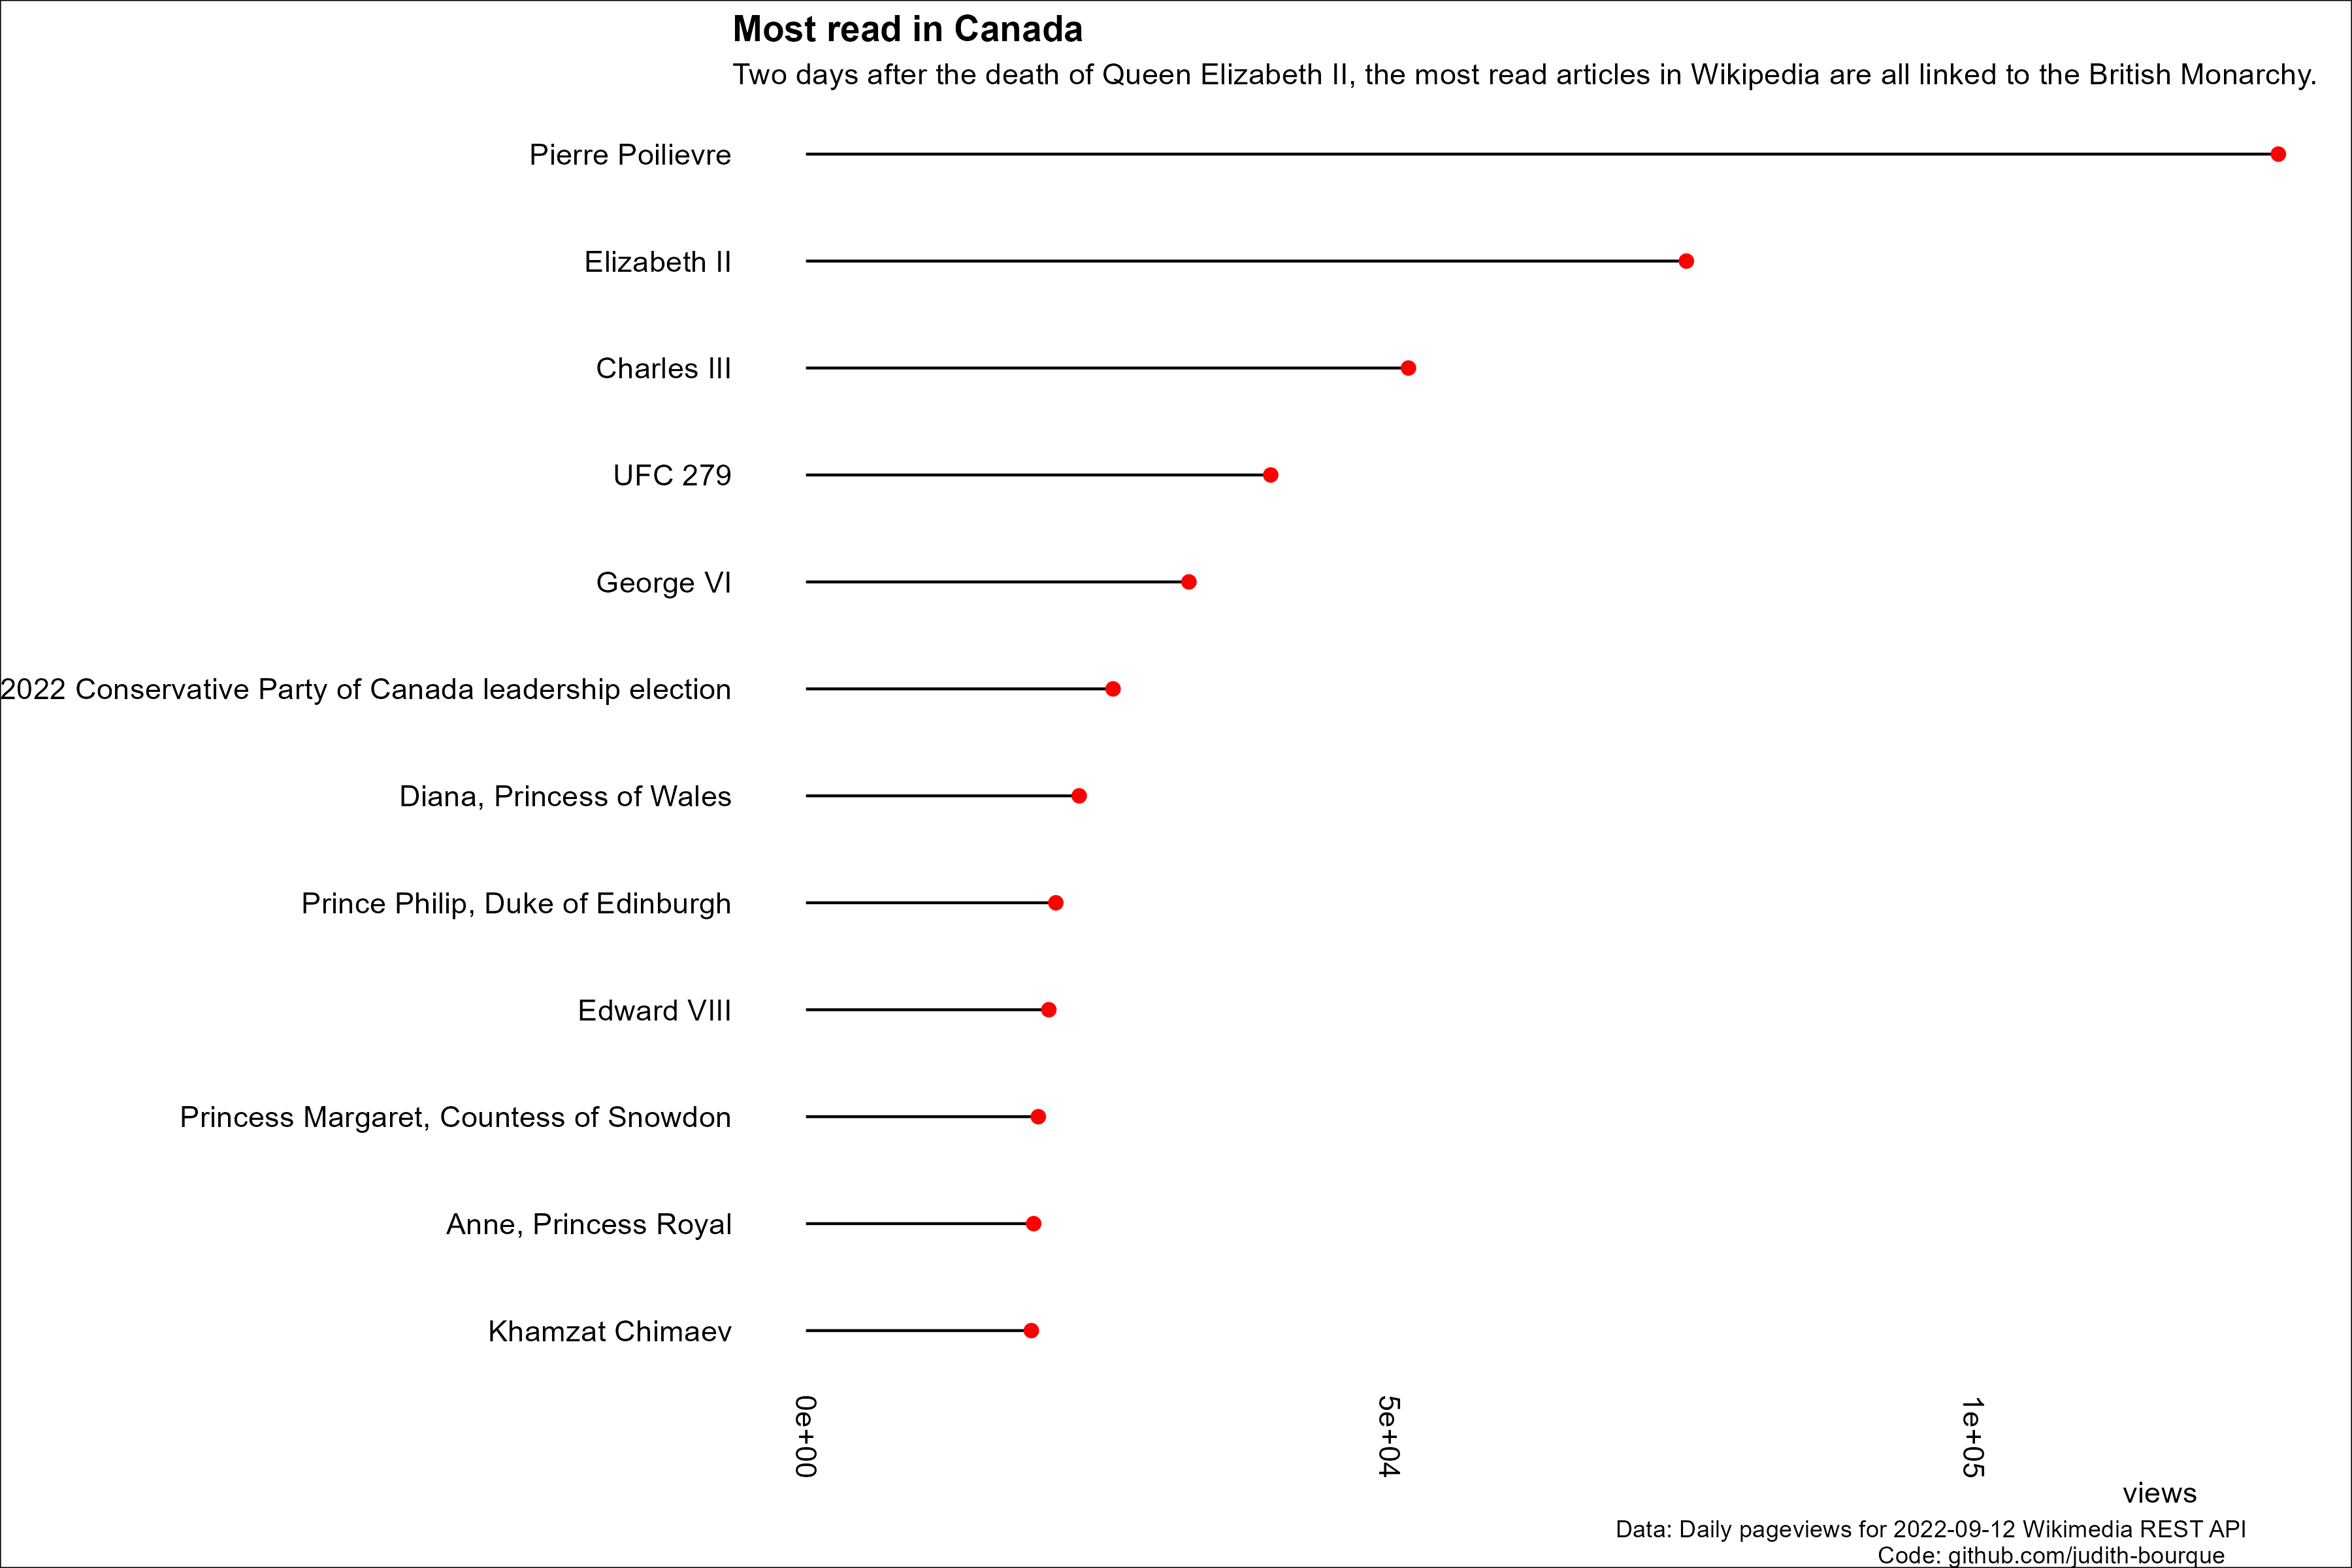 Most read in Canada
Two days after the death of Queen Elizabeth II, the most read articles in Wikipedia are all linked to the British Monarchy.
Pierre Poilievre
Elizabeth II
Charles III
UFC 279
George VI
2022 Conservative Party of Canada leadership election
Diana, Princess of Wales
Prince Philip, Duke of Edinburgh
Edward VIII
Princess Margaret, Countess of Snowdon
Anne, Princess Royal
Khamzat Chimaev
0e+00
5e+04
1e+05
views
Data: Daily pageviews for 2022-09-12 Wikimedia REST API
Code: github.com/judith-bourque